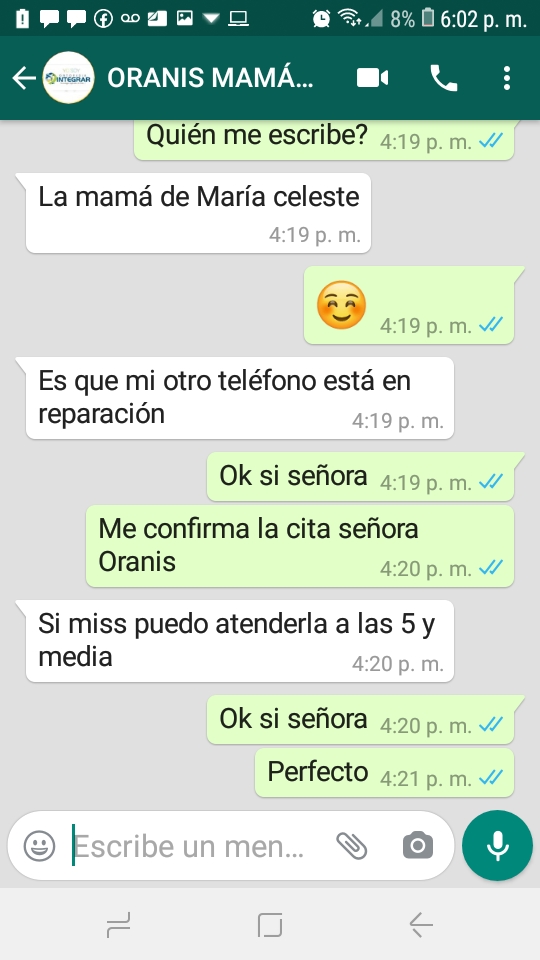 8% 6:02 p. m.
INTEGRAR
ORANIS MAMÁ...
Quién me escribe? 4:19 p. m.
La mamá de María celeste
4:19 p. m.
4:19 p. m.
Es que mi otro teléfono está en
reparación 4:19 p. m.
Ok si señora 4:19 p. m.
Me confirma la cita señora
Oranis 4:20 p. m.
Si miss puedo atenderla a las 5 y
media 4:20 p. m.
Ok si señora 4:20 p. m.
Perfecto 4:21 p. m.
Escribe un men...